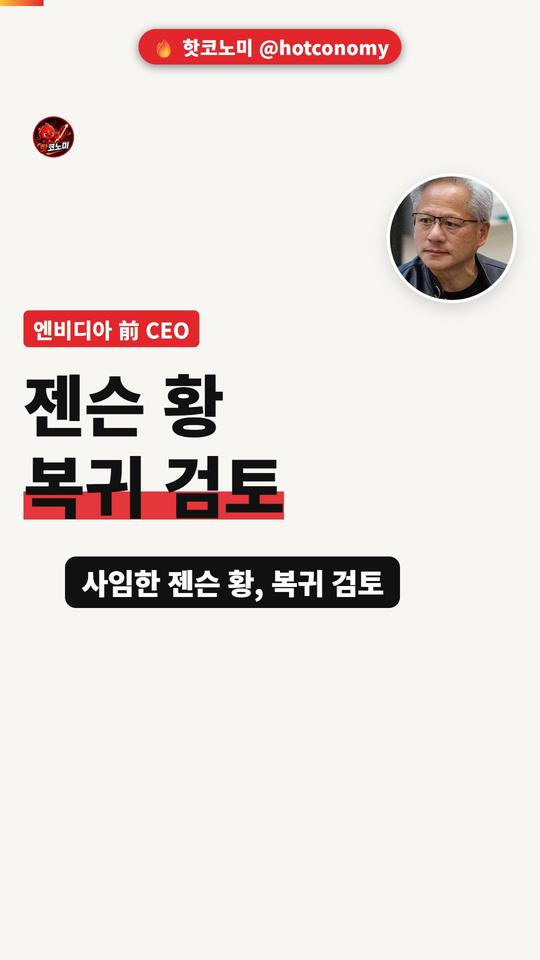 핫코노미 @hotconomy
핫코노미
엔비디아 前 CEO
젠슨 황
복귀 검토
사임한 젠슨 황, 복귀 검토